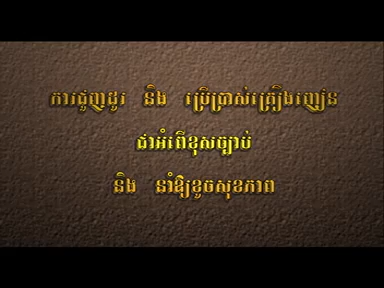 ការជួញដូរ និង ប្រើប្រាស់គ្រឿងញៀន
ជាអំពើខុសច្បាប់
និង នាំឱ្យខូចសុខភាព